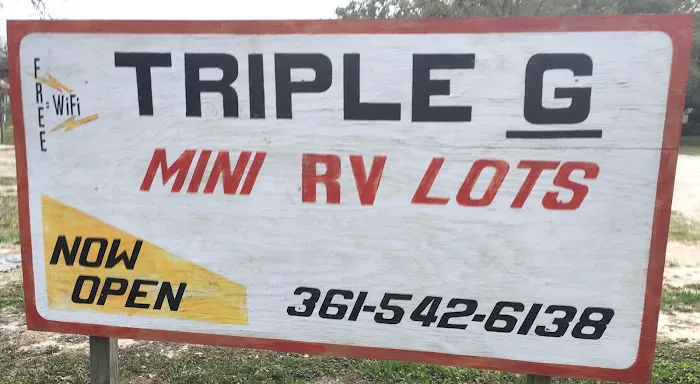 FREE WiFi
TRIPLE G
MINI RV LOTS
NOW
OPEN
361-542-6138